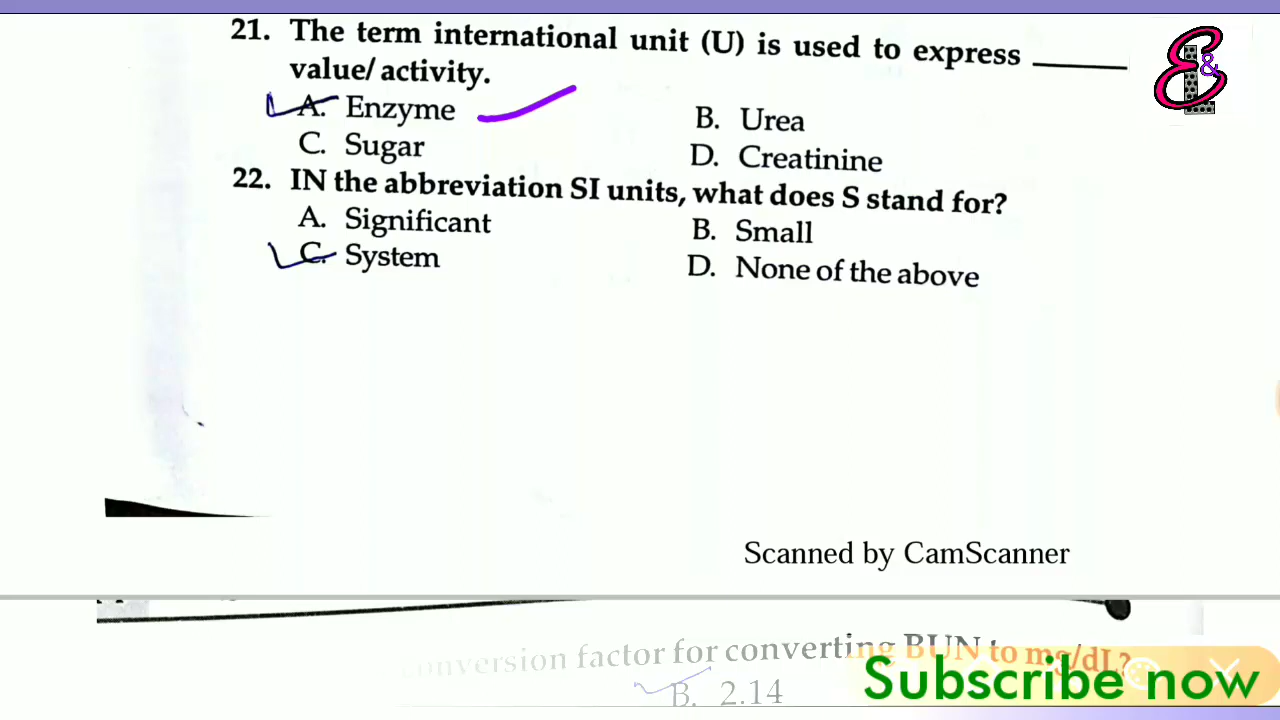 21. The term international unit (U) is used to express ______
value/ activity.
A. Enzyme B. Urea
C. Sugar D. Creatinine
22. IN the abbreviation SI units, what does S stand for?
A. Significant B. Small
C. System D. None of the above
Scanned by CamScanner
conversion factor for converting BUN to mg/dL?
B. 2.14
Subscribe now